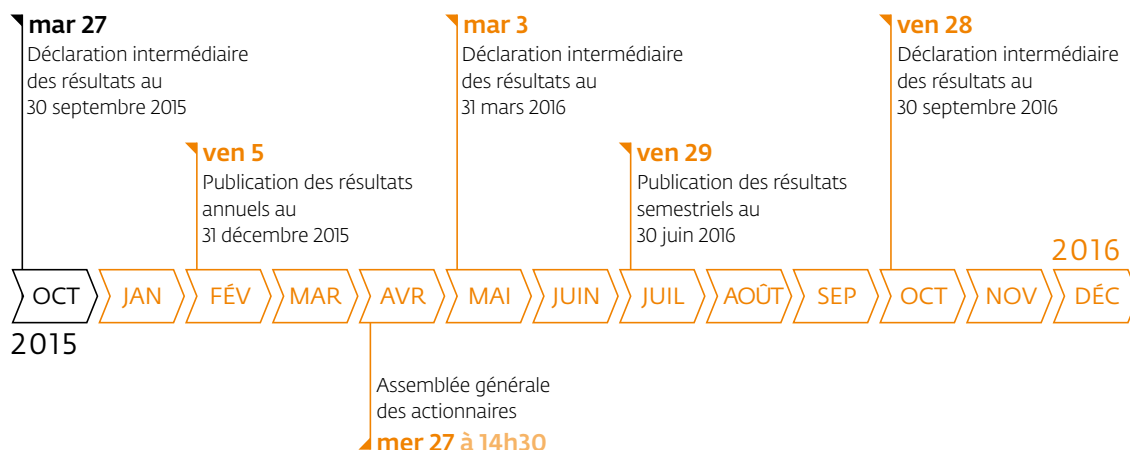 mar 27
Déclaration intermédiaire
des résultats au
30 septembre 2015
mar 3
Déclaration intermédiaire
des résultats au
31 mars 2016
ven 28
Déclaration intermédiaire
des résultats au
30 septembre 2016
ven 5
Publication des résultats
annuels au
31 décembre 2015
ven 29
Publication des résultats
semestriels au
30 juin 2016
2016
OCT JAN FÉV MAR AVR MAI JUIN JUIL AOÛT SEP OCT NOV DÉC
2015
Assemblée générale
des actionnaires
mer 27 à 14h30